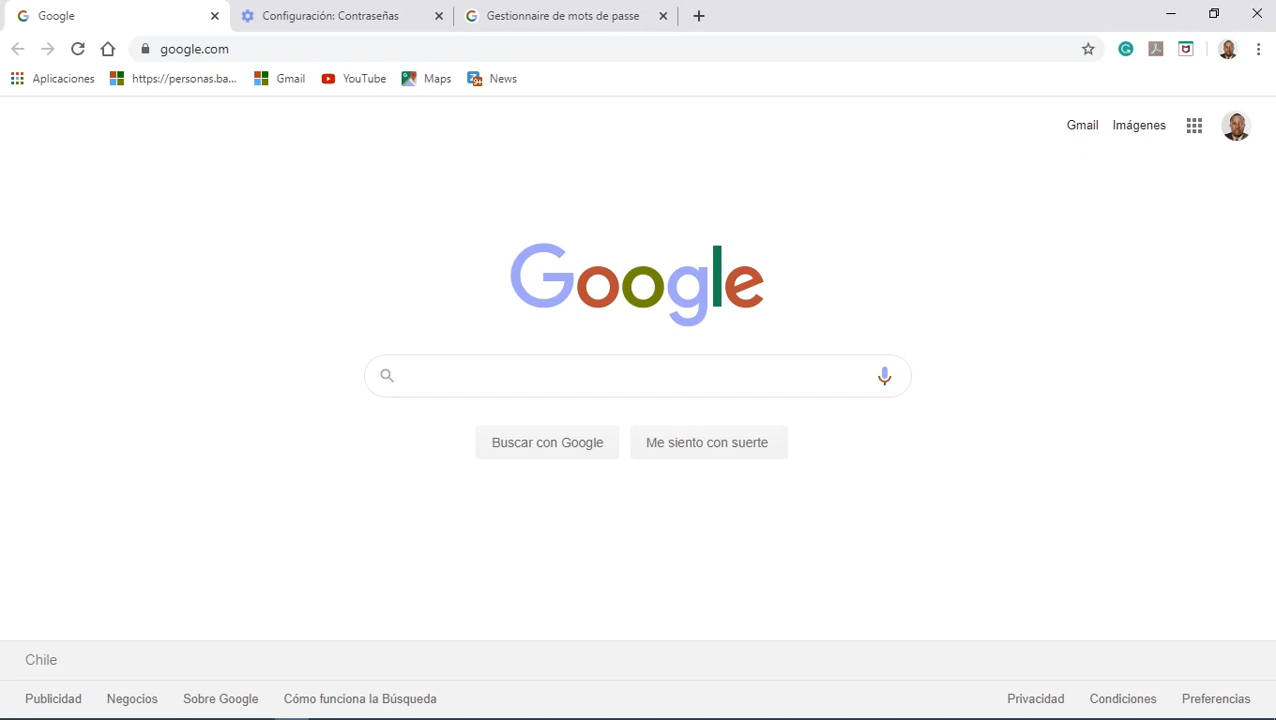 Google
Configuración: Contraseñas
Gestionnaire de mots de passe
google.com
Aplicaciones
https://personas.ba...
Gmail
YouTube
Maps
News
Gmail
Imágenes
Google
Buscar con Google
Me siento con suerte
Chile
Publicidad
Negocios
Sobre Google
Cómo funciona la Búsqueda
Privacidad
Condiciones
Preferencias